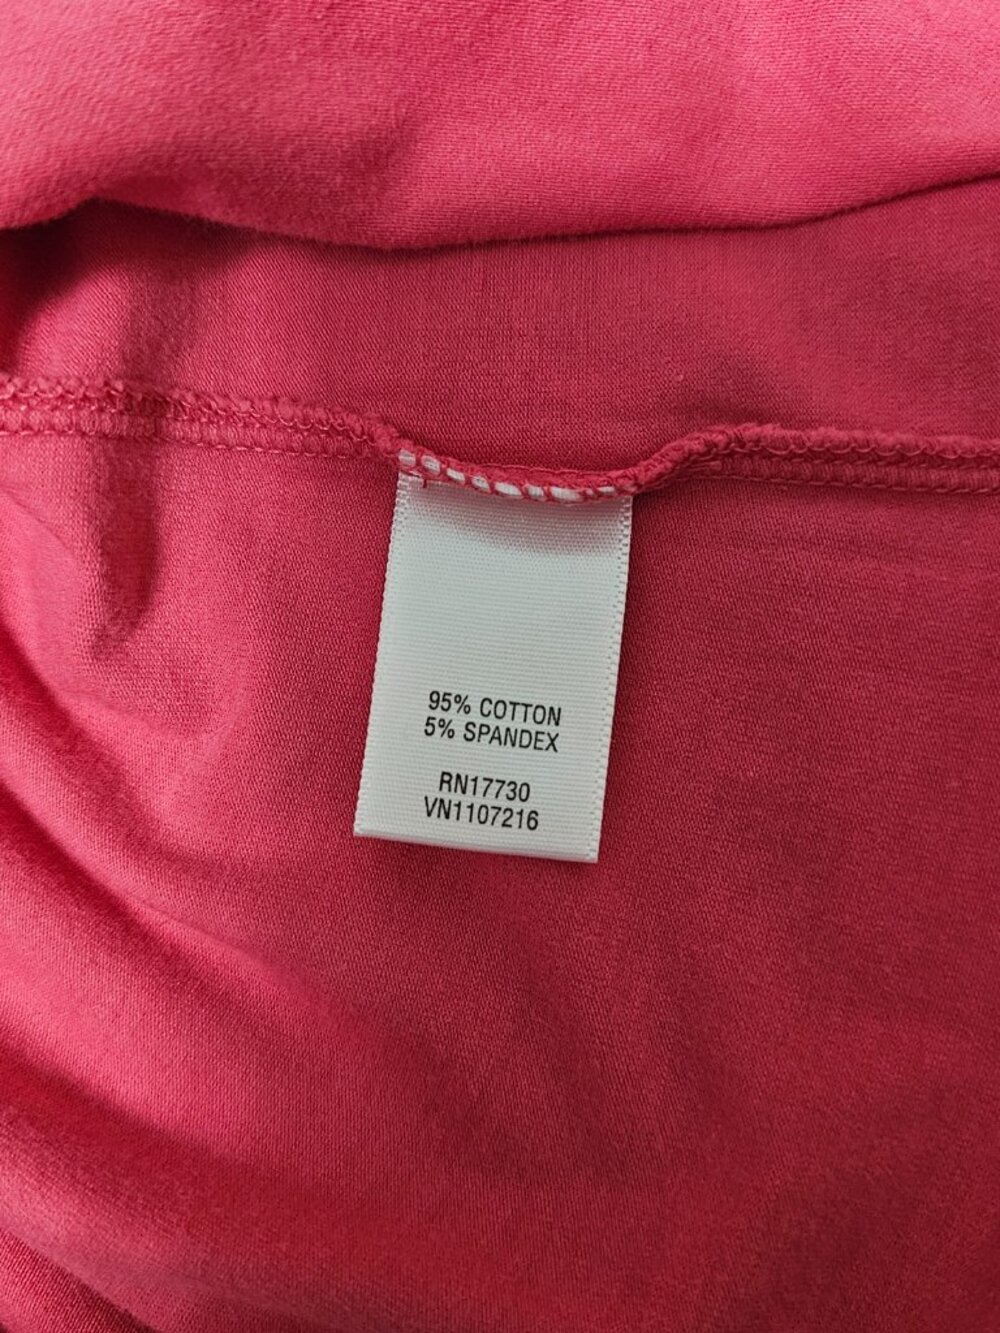 95% COTTON
5% SPANDEX
RN17730
VN1107216